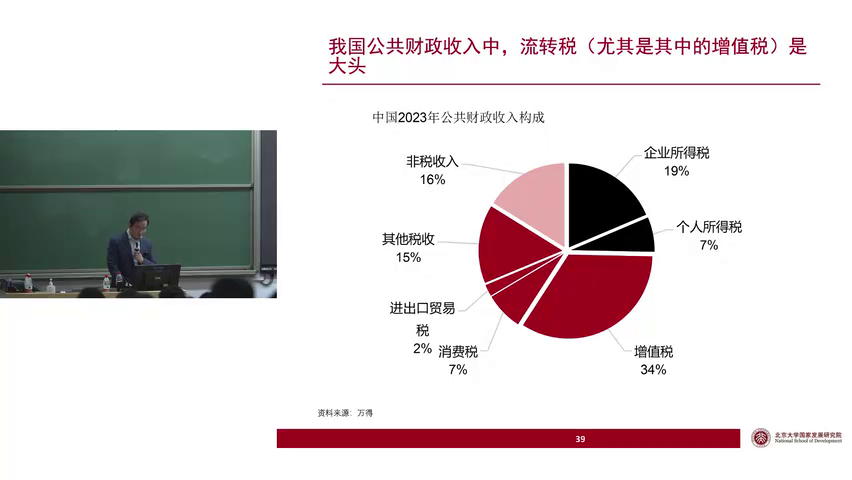 我国公共财政收入中，流转税（尤其是其中的增值税）是
大头
中国2023年公共财政收入构成
企业所得税
19%
个人所得税
7%
增值税
34%
消费税
7%
进出口贸易
税
2%
其他税收
15%
非税收入
16%
资料来源：万得
39
北京大学国家发展研究院
National School of Development